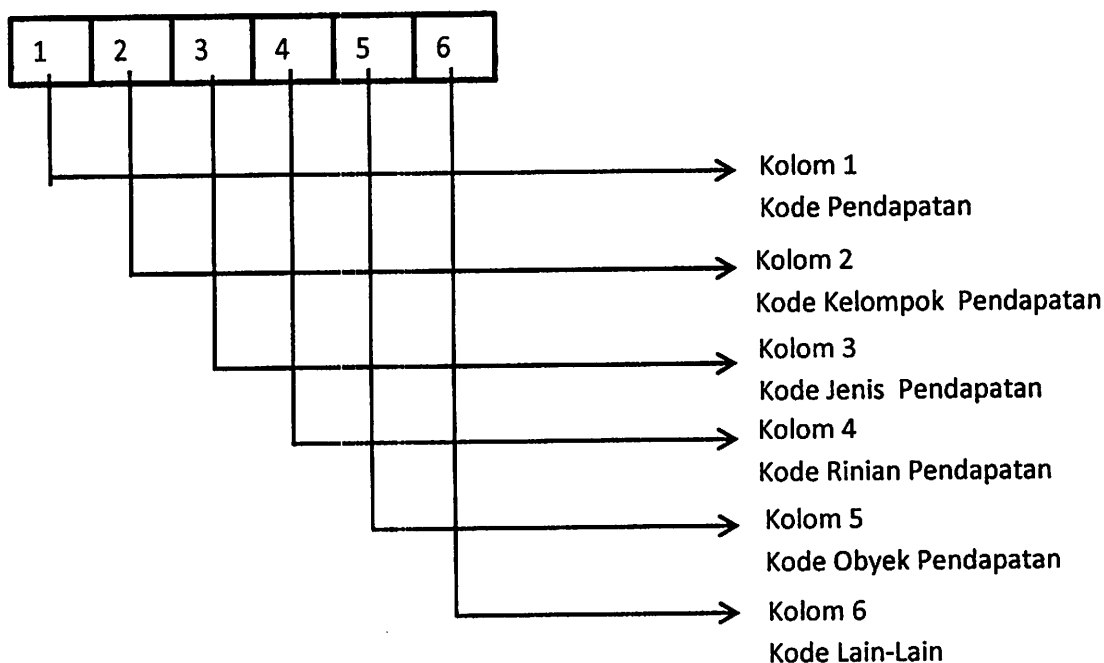 1 2 3 4 5 6
Kolom 1
Kode Pendapatan
Kolom 2
Kode Kelompok Pendapatan
Kolom 3
Kode Jenis Pendapatan
Kolom 4
Kode Rinian Pendapatan
Kolom 5
Kode Obyek Pendapatan
Kolom 6
Kode Lain-Lain